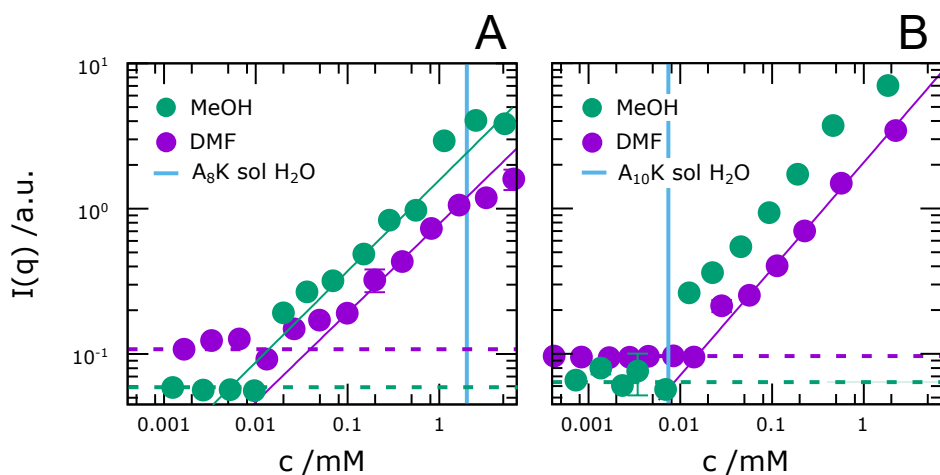 A
B
10¹
10⁰
10⁻¹
I(q) /a.u.
MeOH
DMF
A₈K sol H₂O
MeOH
DMF
A₁₀K sol H₂O
0.001
0.01
0.1
1
0.001
0.01
0.1
1
c /mM
c /mM